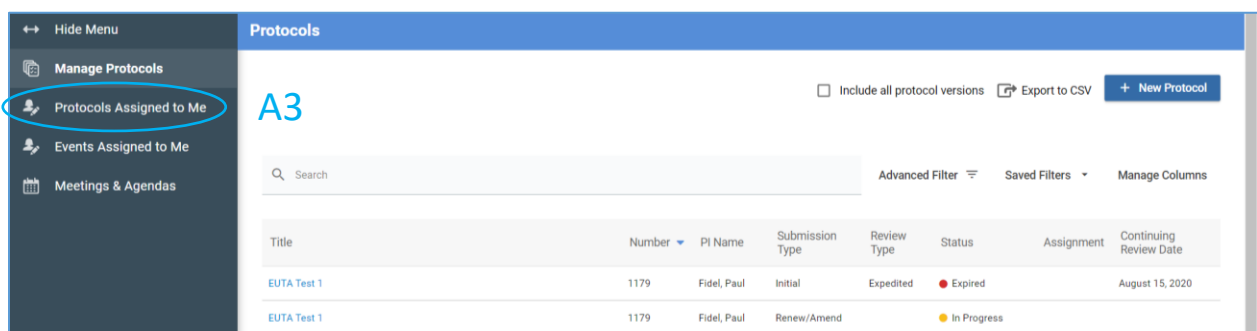 Hide Menu
Protocols
Manage Protocols
Protocols Assigned to Me
Events Assigned to Me
Meetings & Agendas
A3
Include all protocol versions Export to CSV + New Protocol
Search Advanced Filter Saved Filters Manage Columns
Title Number PI Name Submission Type Review Type Status Assignment Continuing Review Date
EUTA Test 1 1179 Fidel, Paul Initial Expedited Expired August 15, 2020
EUTA Test 1 1179 Fidel, Paul Renew/Amend In Progress